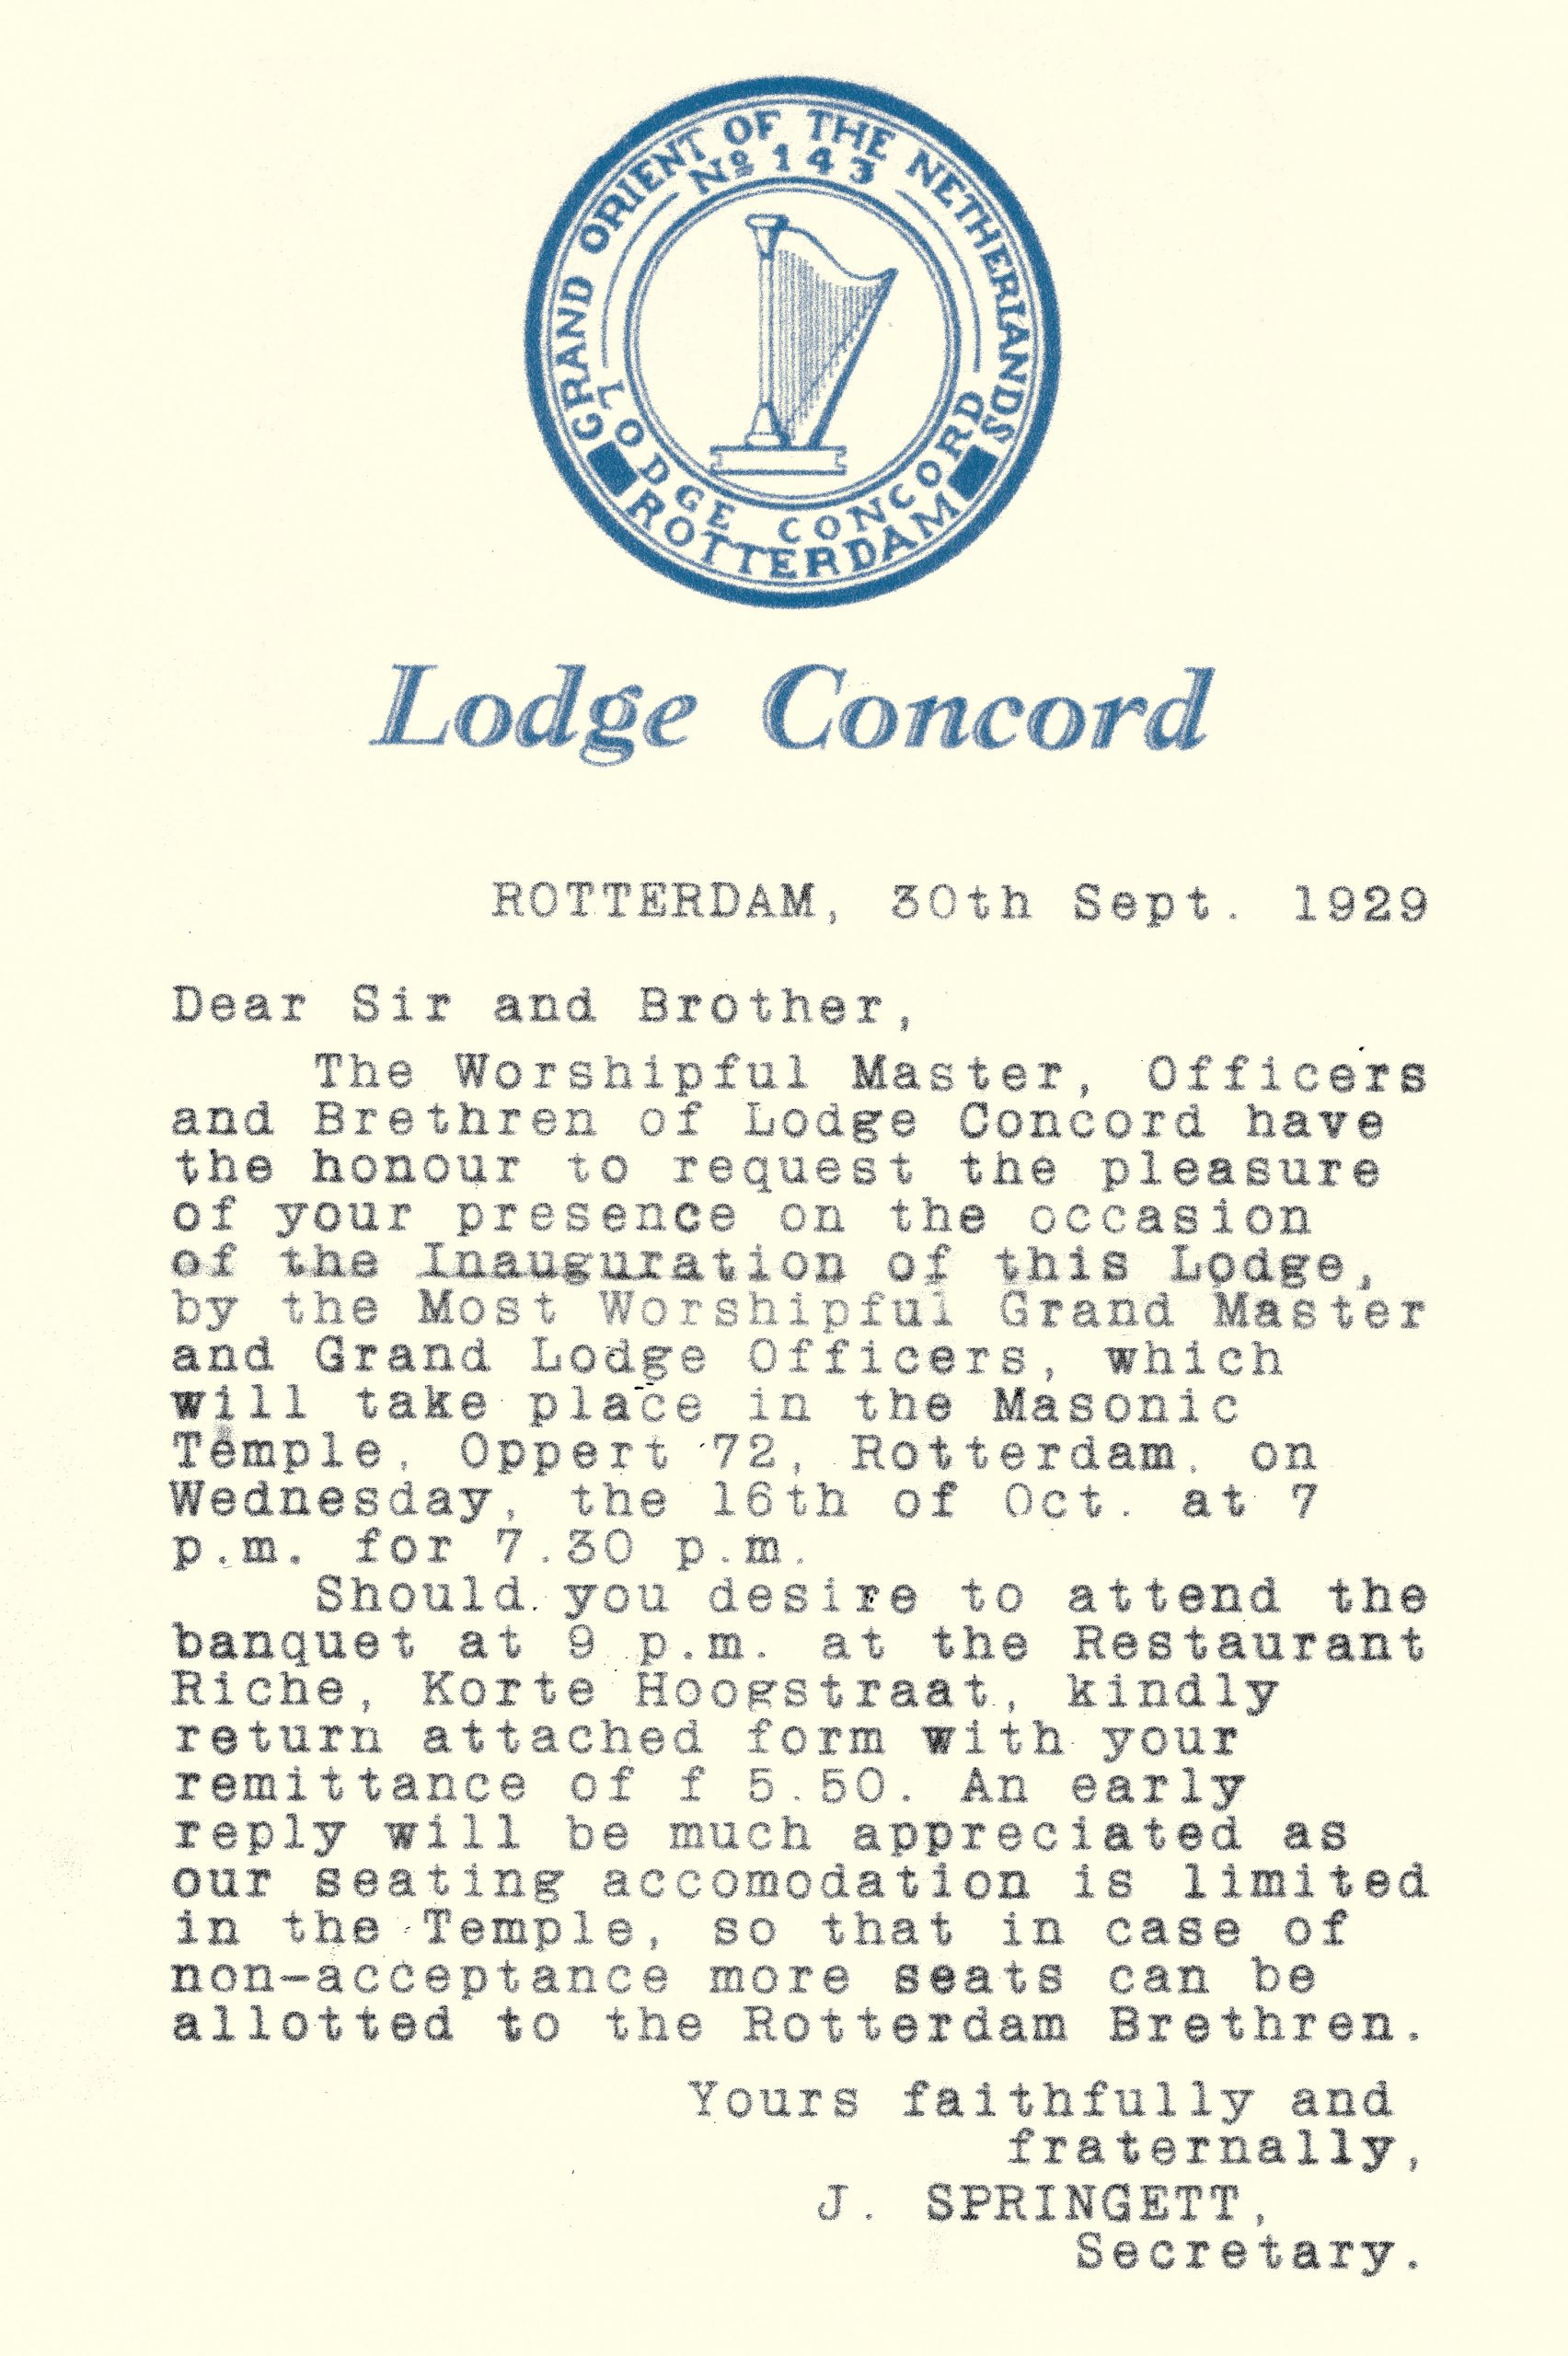 GRAND ORIENT OF THE NETHERLANDS
Nº 143
LODGE CONCORD
ROTTERDAM
Lodge Concord
ROTTERDAM, 30th Sept. 1929
Dear Sir and Brother,
The Worshipful Master, Officers
and Brethren of Lodge Concord have
the honour to request the pleasure
of your presence on the occasion
of the Inauguration of this Lodge,
by the Most Worshipful Grand Master
and Grand Lodge Officers, which
will take place in the Masonic
Temple, Oppert 72, Rotterdam, on
Wednesday, the 16th of Oct. at 7
p.m. for 7.30 p.m.
Should you desire to attend the
banquet at 9 p.m. at the Restaurant
Riche, Korte Hoogstraat, kindly
return attached form with your
remittance of f 5.50. An early
reply will be much appreciated as
our seating accomodation is limited
in the Temple, so that in case of
non-acceptance more seats can be
allotted to the Rotterdam Brethren.
Yours faithfully and
fraternally,
J. SPRINGETT,
Secretary.